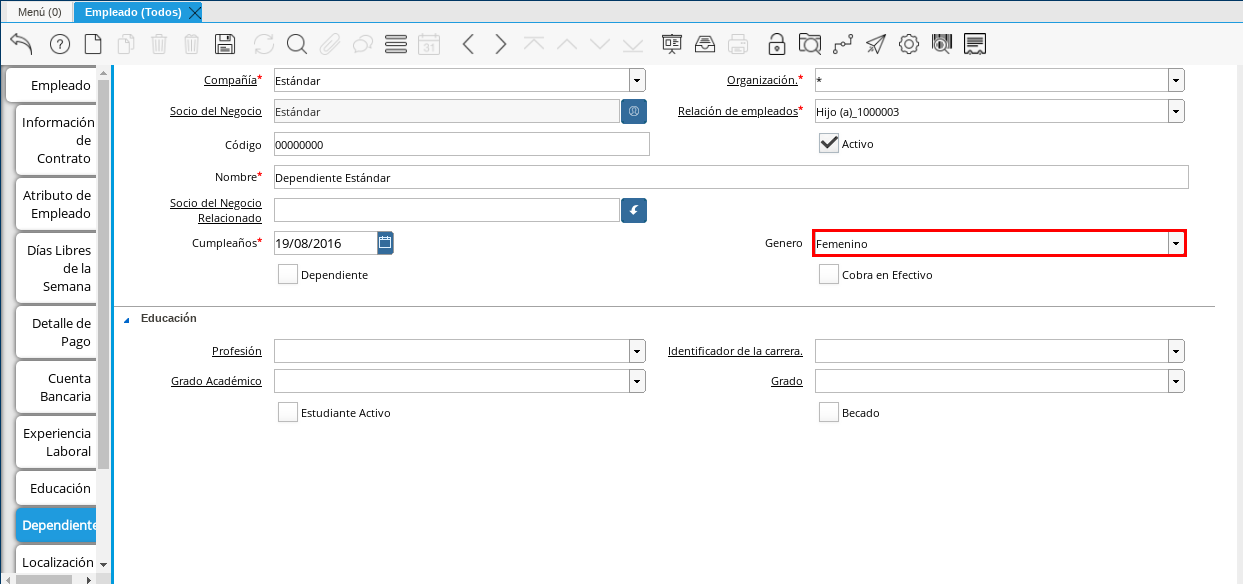 Menú (0)
Empleado (Todos)
31
Empleado
Información
de
Contrato
Atributo de
Empleado
Días Libres
de la
Semana
Detalle de
Pago
Cuenta
Bancaria
Experiencia
Laboral
Educación
Dependiente
Localización
Compañía* Estándar
Organización.* *
Socio del Negocio Estándar
Relación de empleados* Hijo (a)_1000003
Código 00000000
Activo
Nombre* Dependiente Estándar
Socio del Negocio
Relacionado
Cumpleaños* 19/08/2016
Genero Femenino
Dependiente
Cobra en Efectivo
Educación
Profesión
Identificador de la carrera.
Grado Académico
Grado
Estudiante Activo
Becado